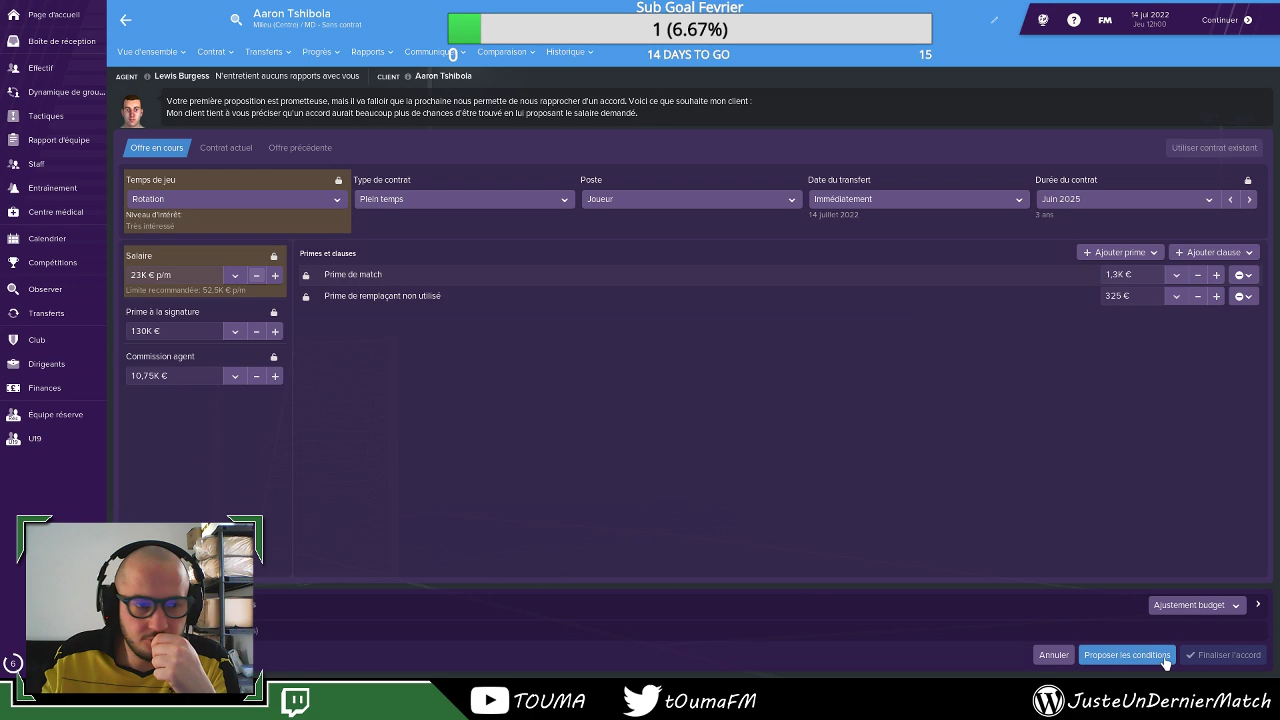 Page d'accueil
Boîte de réception
Effectif
Dynamique de grou...
Tactiques
Rapport d'équipe
Staff
Entraînement
Centre médical
Calendrier
Compétitions
Observer
Transferts
Club
Dirigeants
Finances
Équipe réserve
U19
Aaron Tshibola
Milieu (Centre) / MD - Sans contrat
Sub Goal Fevrier
1 (6.67%)
0
14 DAYS TO GO
15
FM
14 juil 2022
Jeu 12h00
Continuer
Vue d'ensemble
Contrat
Transferts
Progrès
Rapports
Comparaison
Historique
AGENT Lewis Burgess N'entretient aucuns rapports avec vous CLIENT Aaron Tshibola
Votre première proposition est prometteuse, mais il va falloir que la prochaine nous permette de nous rapprocher d'un accord. Voici ce que souhaite mon client :
Mon client tient à vous préciser qu'un accord aurait beaucoup plus de chances d'être trouvé en lui proposant le salaire demandé.
Offre en cours
Contrat actuel
Offre précédente
Utiliser contrat existant
Temps de jeu
Type de contrat
Poste
Date du transfert
Durée du contrat
Rotation
Plein temps
Joueur
Immédiatement
Juin 2025
Niveau d'intérêt:
Très intéressé
14 juillet 2022
3 ans
Salaire
23K € p/m
Limite recommandée: 52,5K € p/m
Prime à la signature
130K €
Commission agent
10,75K €
Primes et clauses
Ajouter prime
Ajouter clause
Prime de match
1,3K €
Prime de remplaçant non utilisé
325 €
Ajustement budget
Annuler
Proposer les conditions
Finaliser l'accord
6
TOUMA
tOumaFM
JusteUnDernierMatch